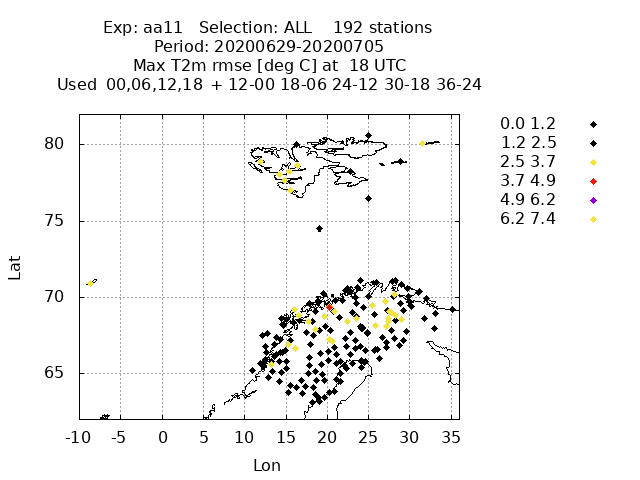 Exp: aa11 Selection: ALL 192 stations
Period: 20200629-20200705
Max T2m rmse [deg C] at 18 UTC
Used 00,06,12,18 + 12-00 18-06 24-12 30-18 36-24
0.0 1.2
1.2 2.5
2.5 3.7
3.7 4.9
4.9 6.2
6.2 7.4
80
75
70
65
Lat
-10 -5 0 5 10 15 20 25 30 35
Lon